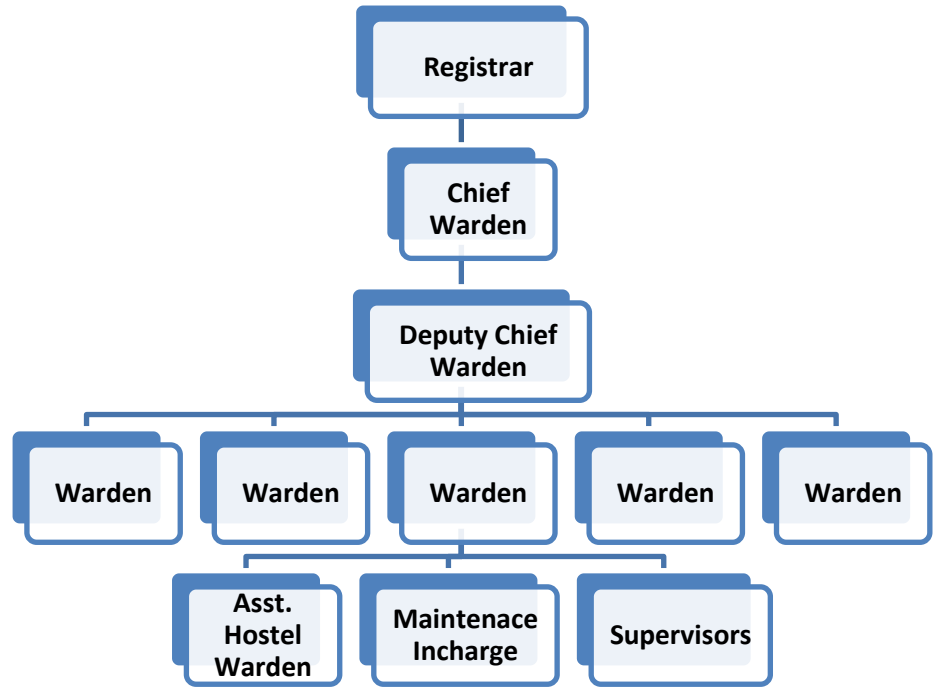 Registrar
Chief
Warden
Deputy Chief
Warden
Warden
Warden
Warden
Warden
Warden
Asst.
Hostel
Warden
Maintenace
Incharge
Supervisors